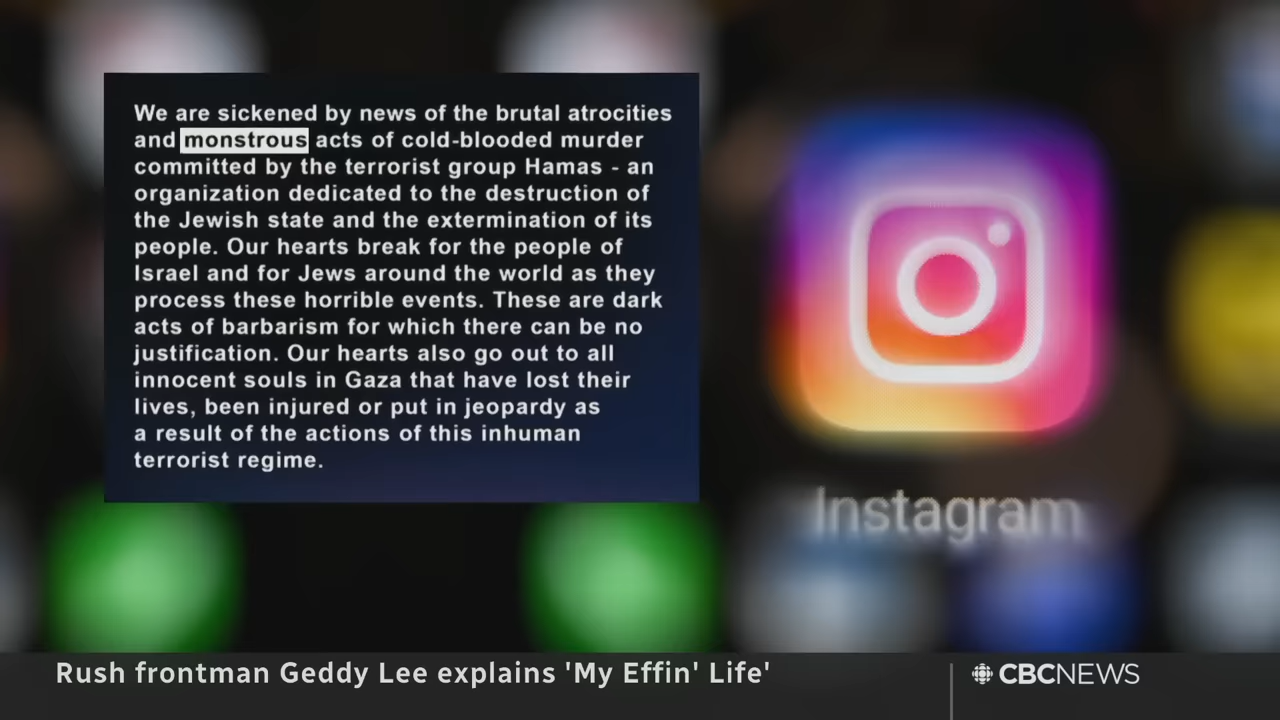 We are sickened by news of the brutal atrocities
and monstrous acts of cold-blooded murder
committed by the terrorist group Hamas - an
organization dedicated to the destruction of
the Jewish state and the extermination of its
people. Our hearts break for the people of
Israel and for Jews around the world as they
process these horrible events. These are dark
acts of barbarism for which there can be no
justification. Our hearts also go out to all
innocent souls in Gaza that have lost their
lives, been injured or put in jeopardy as
a result of the actions of this inhuman
terrorist regime.
Instagram
Rush frontman Geddy Lee explains 'My Effin' Life'
CBCNEWS